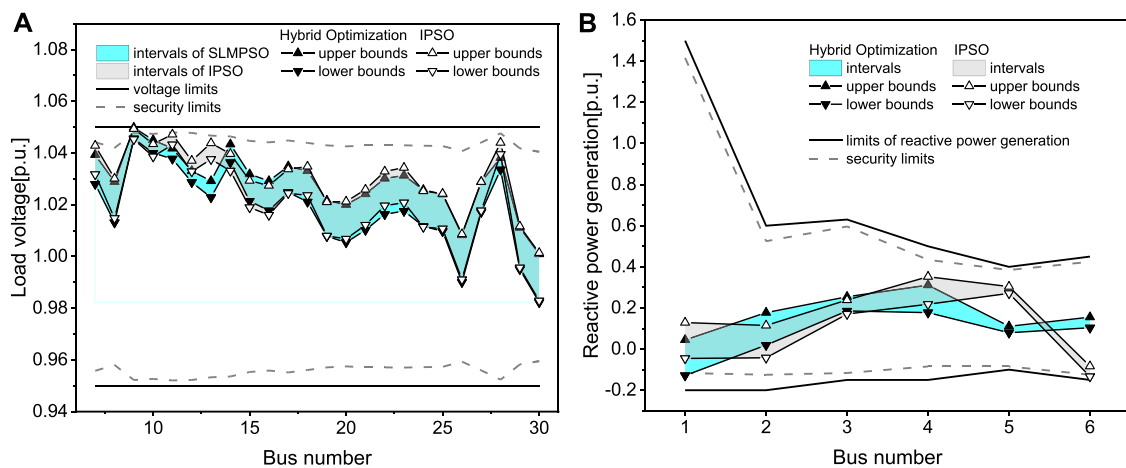 A
Hybrid Optimization IPSO
intervals of SLMPSO upper bounds upper bounds
intervals of IPSO lower bounds lower bounds
voltage limits
security limits
Load voltage[p.u.]
1.08
1.06
1.04
1.02
1.00
0.98
0.96
0.94
10 15 20 25 30
Bus number
B
Hybrid Optimization IPSO
intervals intervals
upper bounds upper bounds
lower bounds lower bounds
limits of reactive power generation
security limits
Reactive power generation[p.u.]
1.6
1.4
1.2
1.0
0.8
0.6
0.4
0.2
0.0
-0.2
1 2 3 4 5 6
Bus number